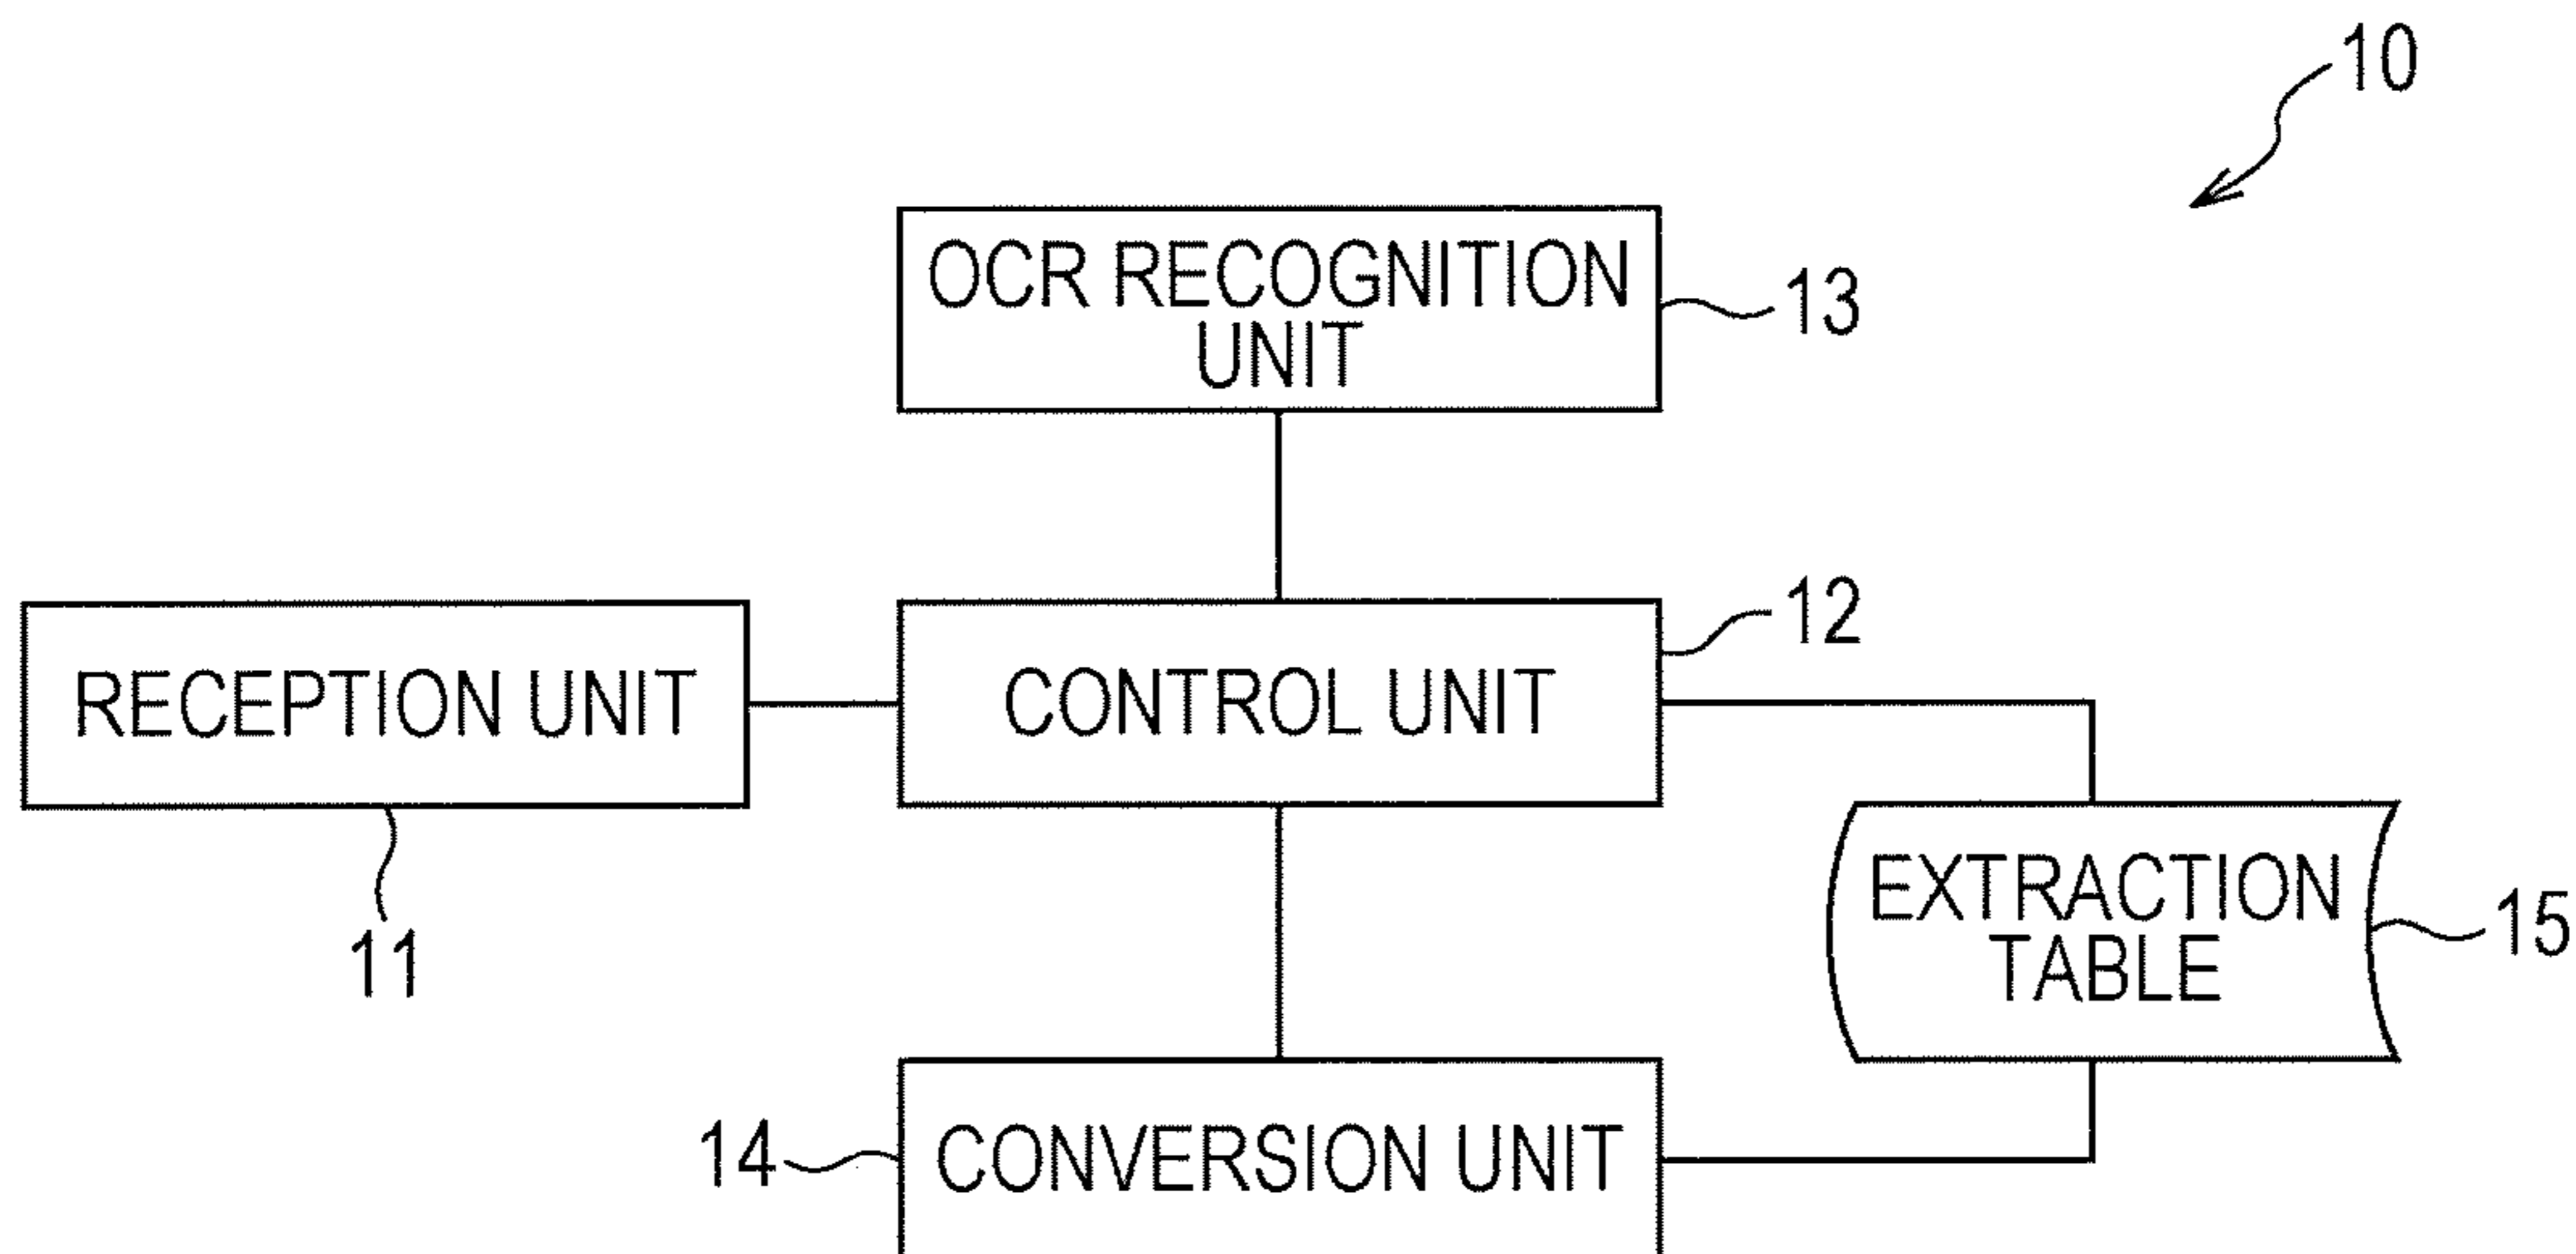 10
OCR RECOGNITION
UNIT
13
12
RECEPTION UNIT
CONTROL UNIT
11
EXTRACTION
TABLE
15
14
CONVERSION UNIT